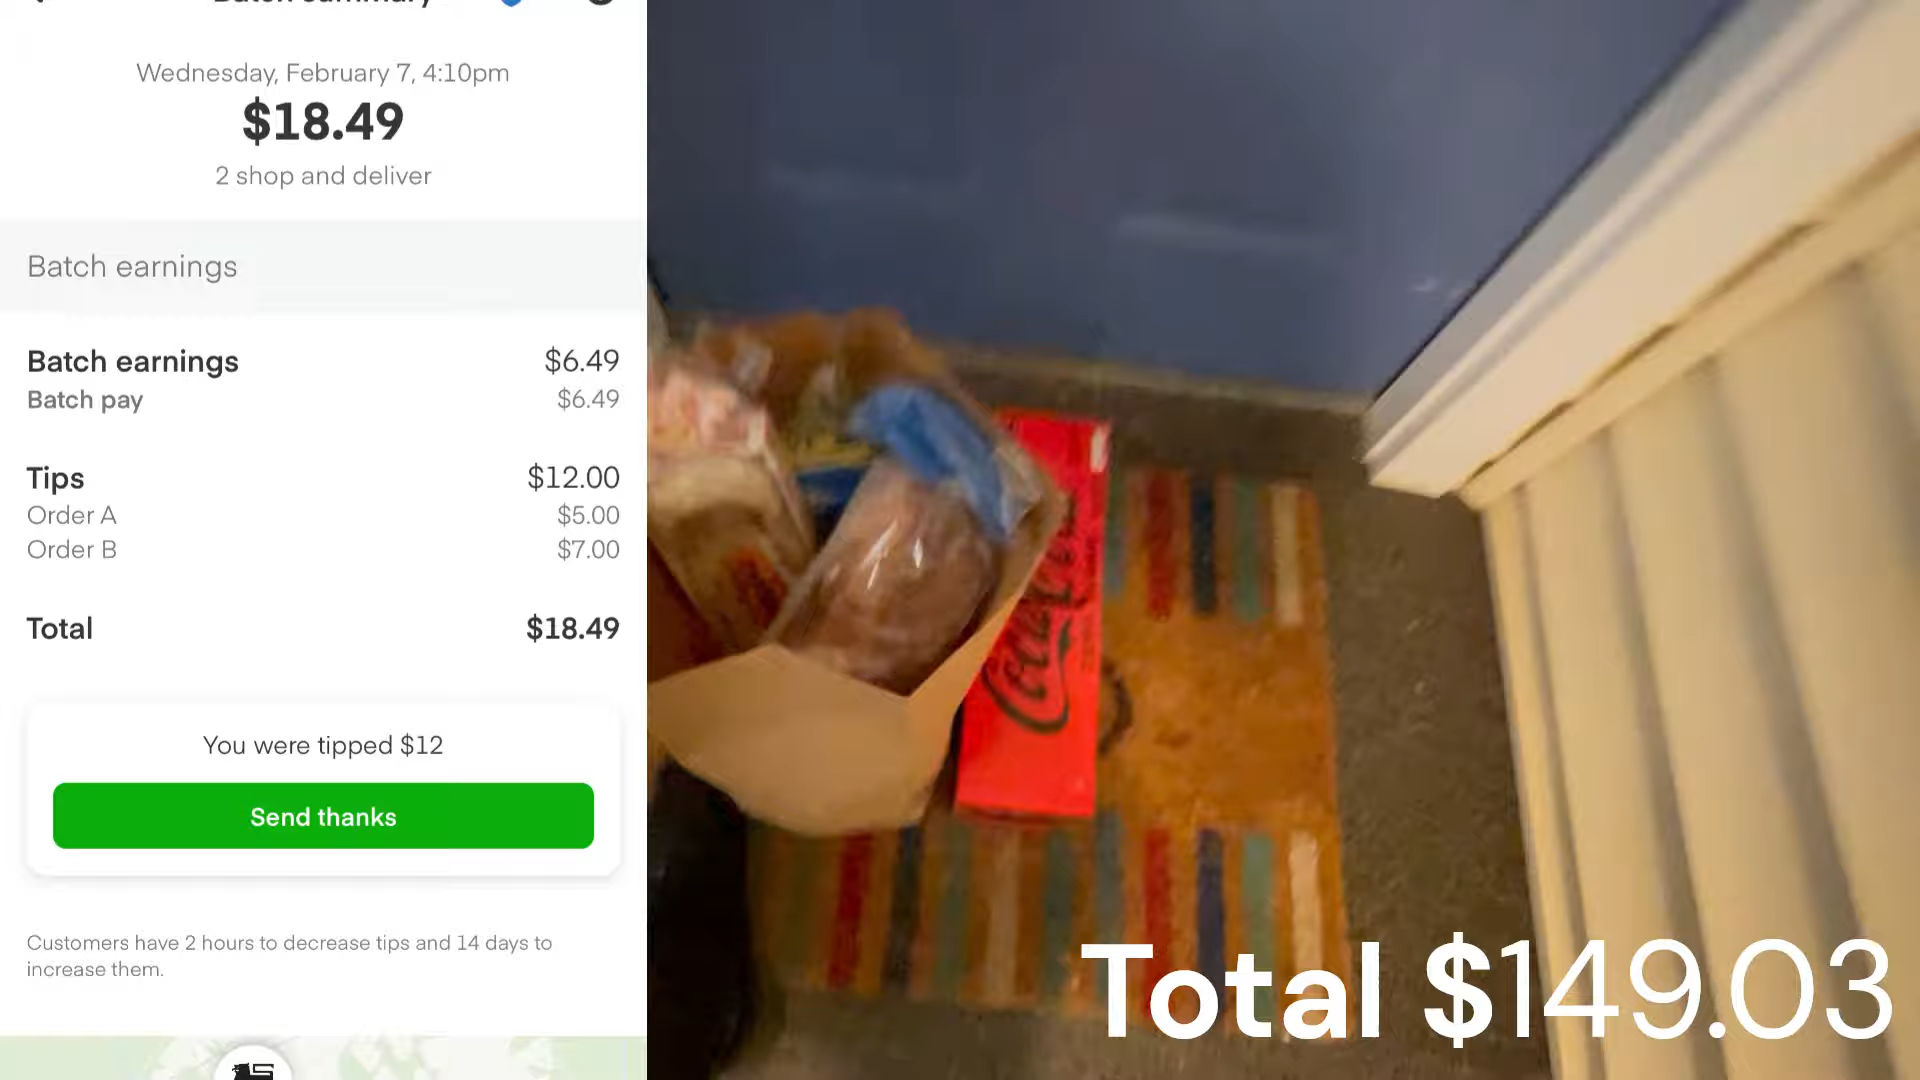 Batch summary
Wednesday, February 7, 4:10pm
$18.49
2 shop and deliver
Batch earnings
Batch earnings $6.49
Batch pay $6.49
Tips $12.00
Order A $5.00
Order B $7.00
Total $18.49
You were tipped $12
Send thanks
Customers have 2 hours to decrease tips and 14 days to
increase them.
Coca-Cola
Total $149.03